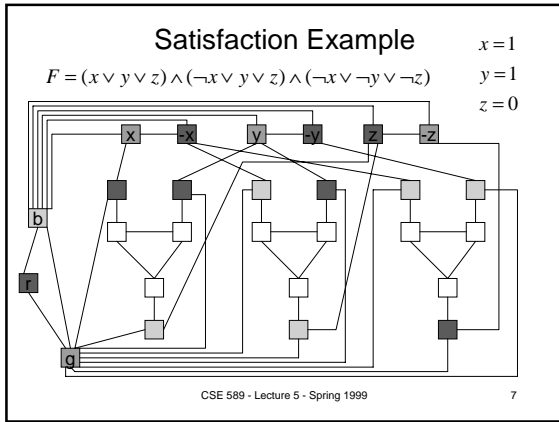 Satisfaction Example
x = 1
F = (x ∨ y ∨ z) ∧ (¬x ∨ y ∨ z) ∧ (¬x ∨ ¬y ∨ ¬z)
y = 1
z = 0
x -x y -y z -z
b
r
g
CSE 589 - Lecture 5 - Spring 1999 7